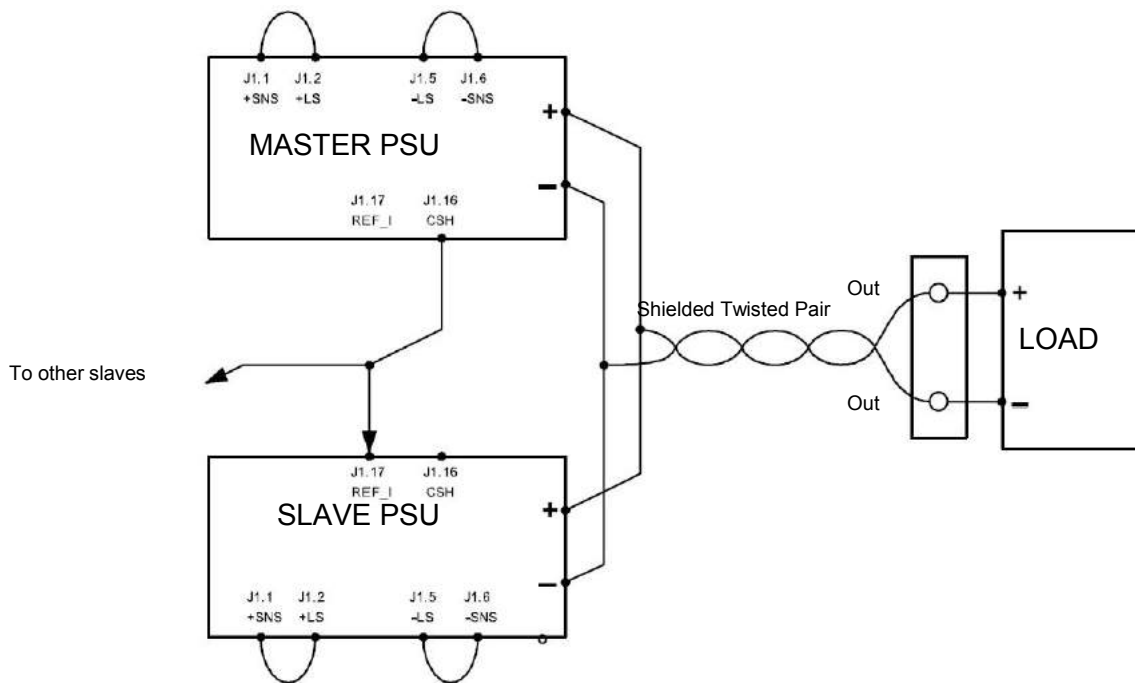 J1.1 J1.2 J1.5 J1.6
+SNS +LS -LS -SNS
+
MASTER PSU
−
J1.17 J1.16
REF_I CSH
Out
+
Shielded Twisted Pair
LOAD
To other slaves
Out
−
J1.17 J1.16
REF_I CSH
+
SLAVE PSU
−
J1.1 J1.2 J1.5 J1.6
+SNS +LS -LS -SNS